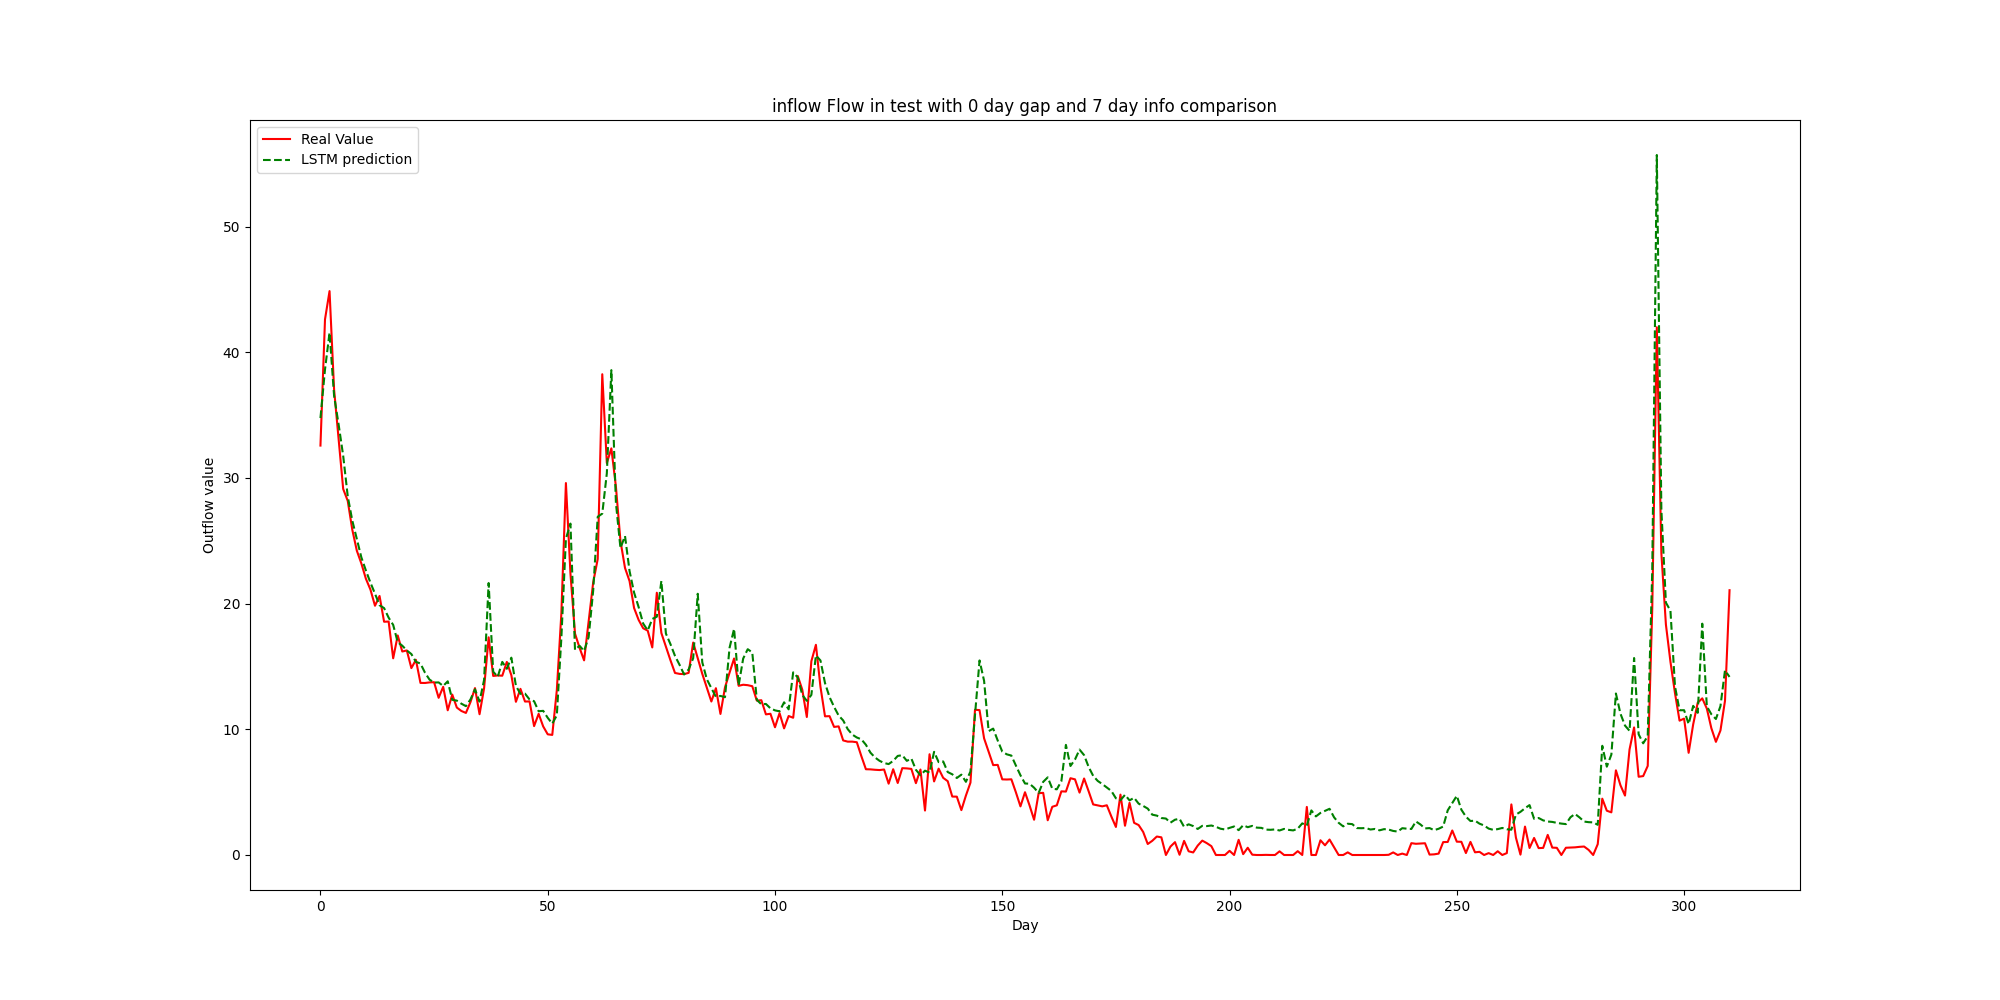 inflow Flow in test with 0 day gap and 7 day info comparison
Real Value
LSTM prediction
Outflow value
50
40
30
20
10
0
0 50 100 150 200 250 300
Day